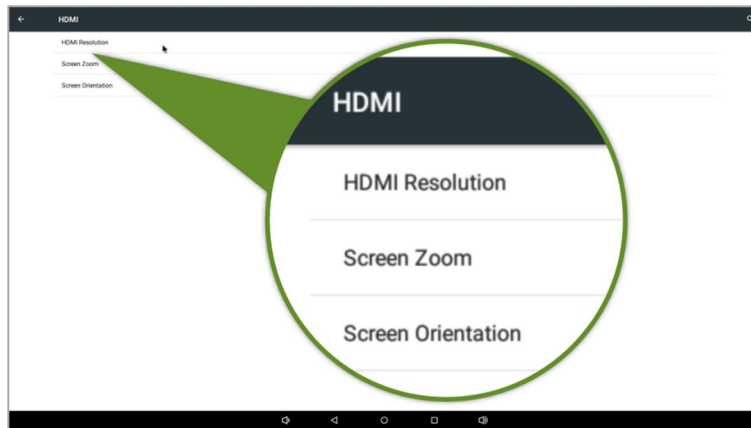 HDMI
HDMI Resolution
Screen Zoom
Screen Orientation
HDMI
HDMI Resolution
Screen Zoom
Screen Orientation